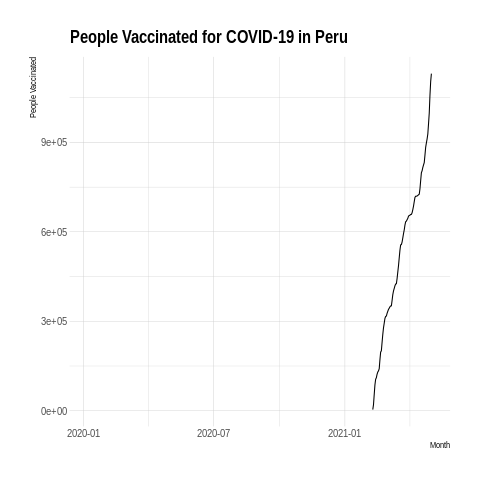 People Vaccinated for COVID-19 in Peru
People Vaccinated
9e+05
6e+05
3e+05
0e+00
2020-01 2020-07 2021-01
Month